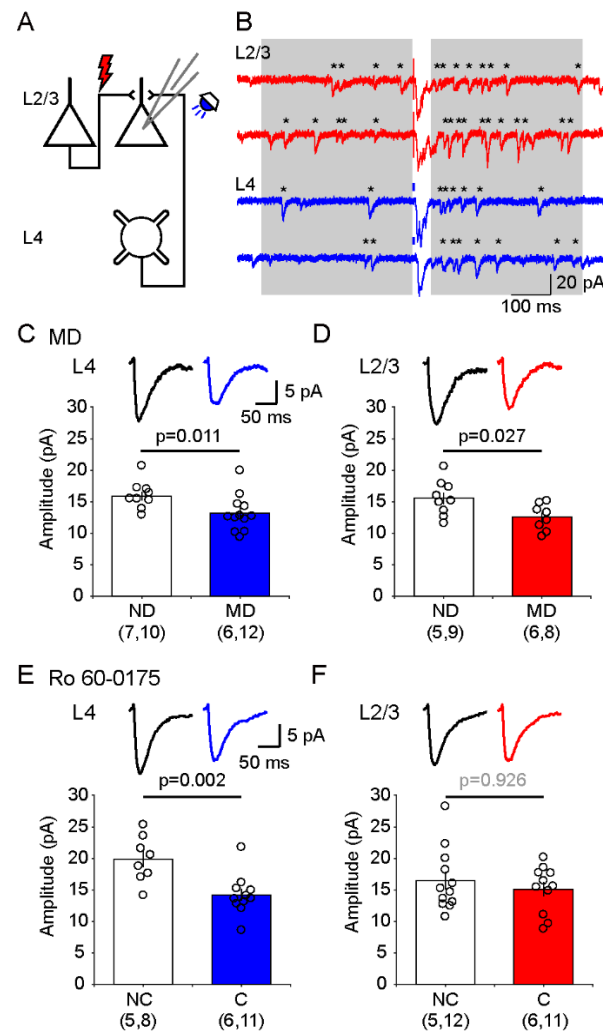 A
L2/3
L4
B
L2/3
* * * * * * * * * * * *
* * * * * * * * * * * * * *
L4
* * * * * * * *
* * * * * * * * *
20 pA
100 ms
C MD
L4
5 pA
50 ms
p=0.011
Amplitude (pA)
30
25
20
15
10
5
0
ND MD
(7,10) (6,12)
D
L2/3
p=0.027
Amplitude (pA)
30
25
20
15
10
5
0
ND MD
(5,9) (6,8)
E Ro 60-0175
L4
5 pA
50 ms
p=0.002
Amplitude (pA)
30
25
20
15
10
5
0
NC C
(5,8) (6,11)
F
L2/3
p=0.926
Amplitude (pA)
30
25
20
15
10
5
0
NC C
(5,12) (6,11)